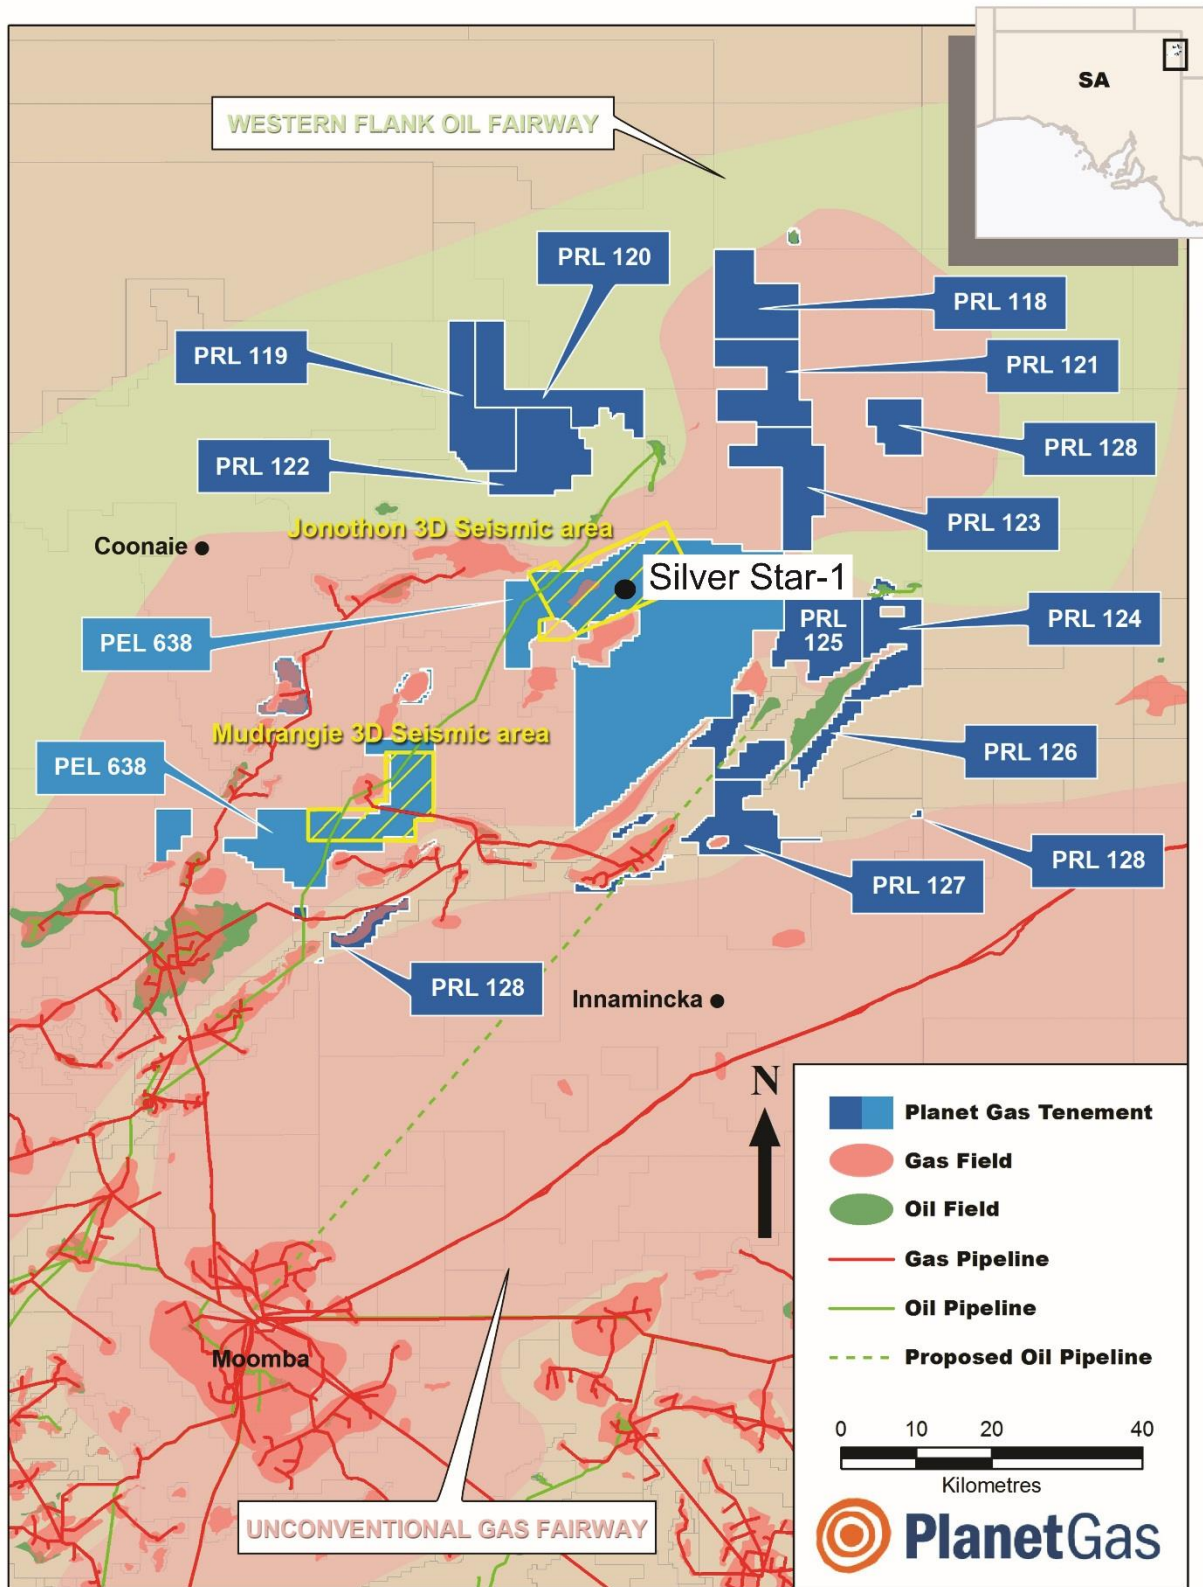 SA
WESTERN FLANK OIL FAIRWAY
PRL 120
PRL 118
PRL 119
PRL 121
PRL 122
PRL 128
PRL 123
Jonothon 3D Seismic area
Coonaie
Silver Star-1
PEL 638
PRL
125
PRL 124
Mudrangie 3D Seismic area
PRL 126
PEL 638
PRL 128
PRL 127
PRL 128
Innamincka
N
Planet Gas Tenement
Gas Field
Oil Field
Gas Pipeline
Oil Pipeline
Proposed Oil Pipeline
Moomba
0 10 20 40
Kilometres
UNCONVENTIONAL GAS FAIRWAY
PlanetGas